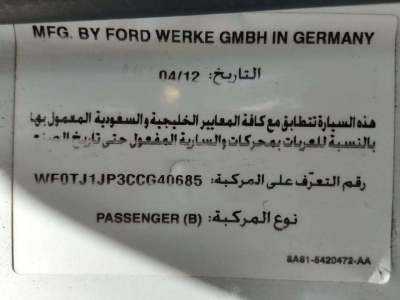 MFG. BY FORD WERKE GMBH IN GERMANY
التاريخ: 04/12
هذه السيارة تتطابق مع كافة المعايير الخليجية والسعودية المعمول بها
بالنسبة للعربات بمحركات والسارية المفعول حتى تاريخ الصنع
رقم التعرف على المركبة: WF0TJ1JP3CCG40685
نوع المركبة: PASSENGER (B)
8A81-5420472-AA